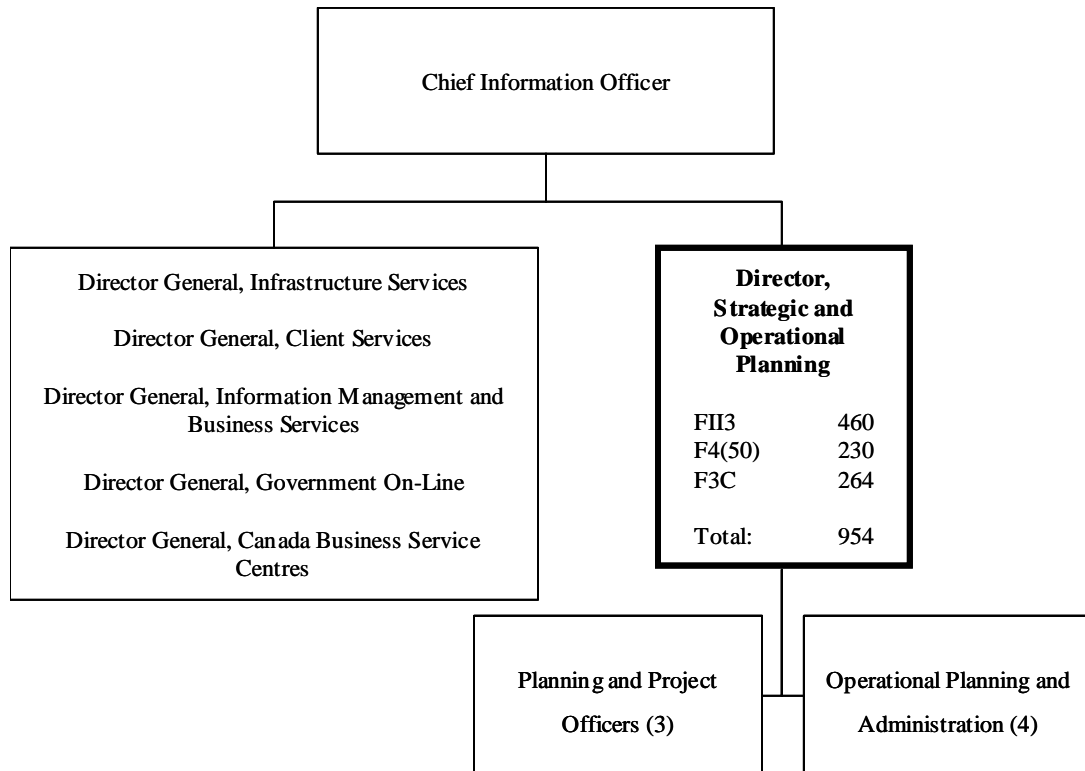 Chief Information Officer
Director General, Infrastructure Services
Director General, Client Services
Director General, Information Management and
Business Services
Director General, Government On-Line
Director General, Canada Business Service
Centres
Director,
Strategic and
Operational
Planning
FII3 460
F4(50) 230
F3C 264
Total: 954
Planning and Project
Officers (3)
Operational Planning and
Administration (4)